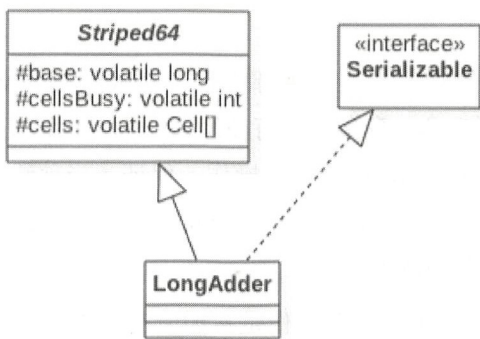 Striped64
#base: volatile long
#cellsBusy: volatile int
#cells: volatile Cell[]
«interface»
Serializable
LongAdder